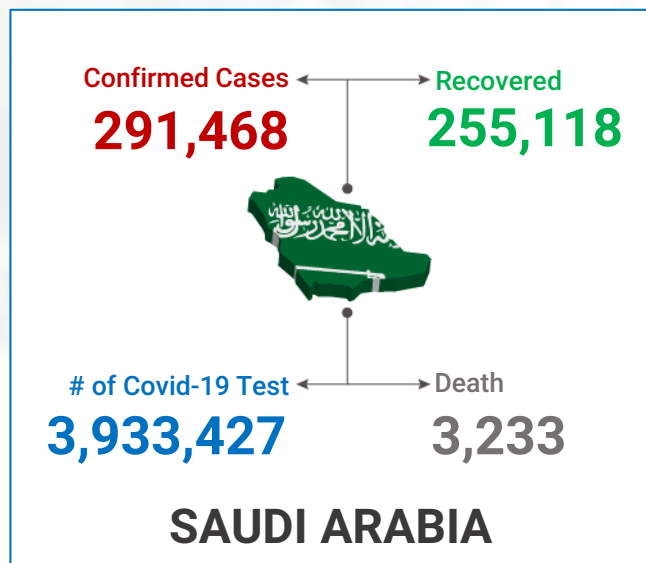 Confirmed Cases
291,468
Recovered
255,118
# of Covid-19 Test
3,933,427
Death
3,233
SAUDI ARABIA